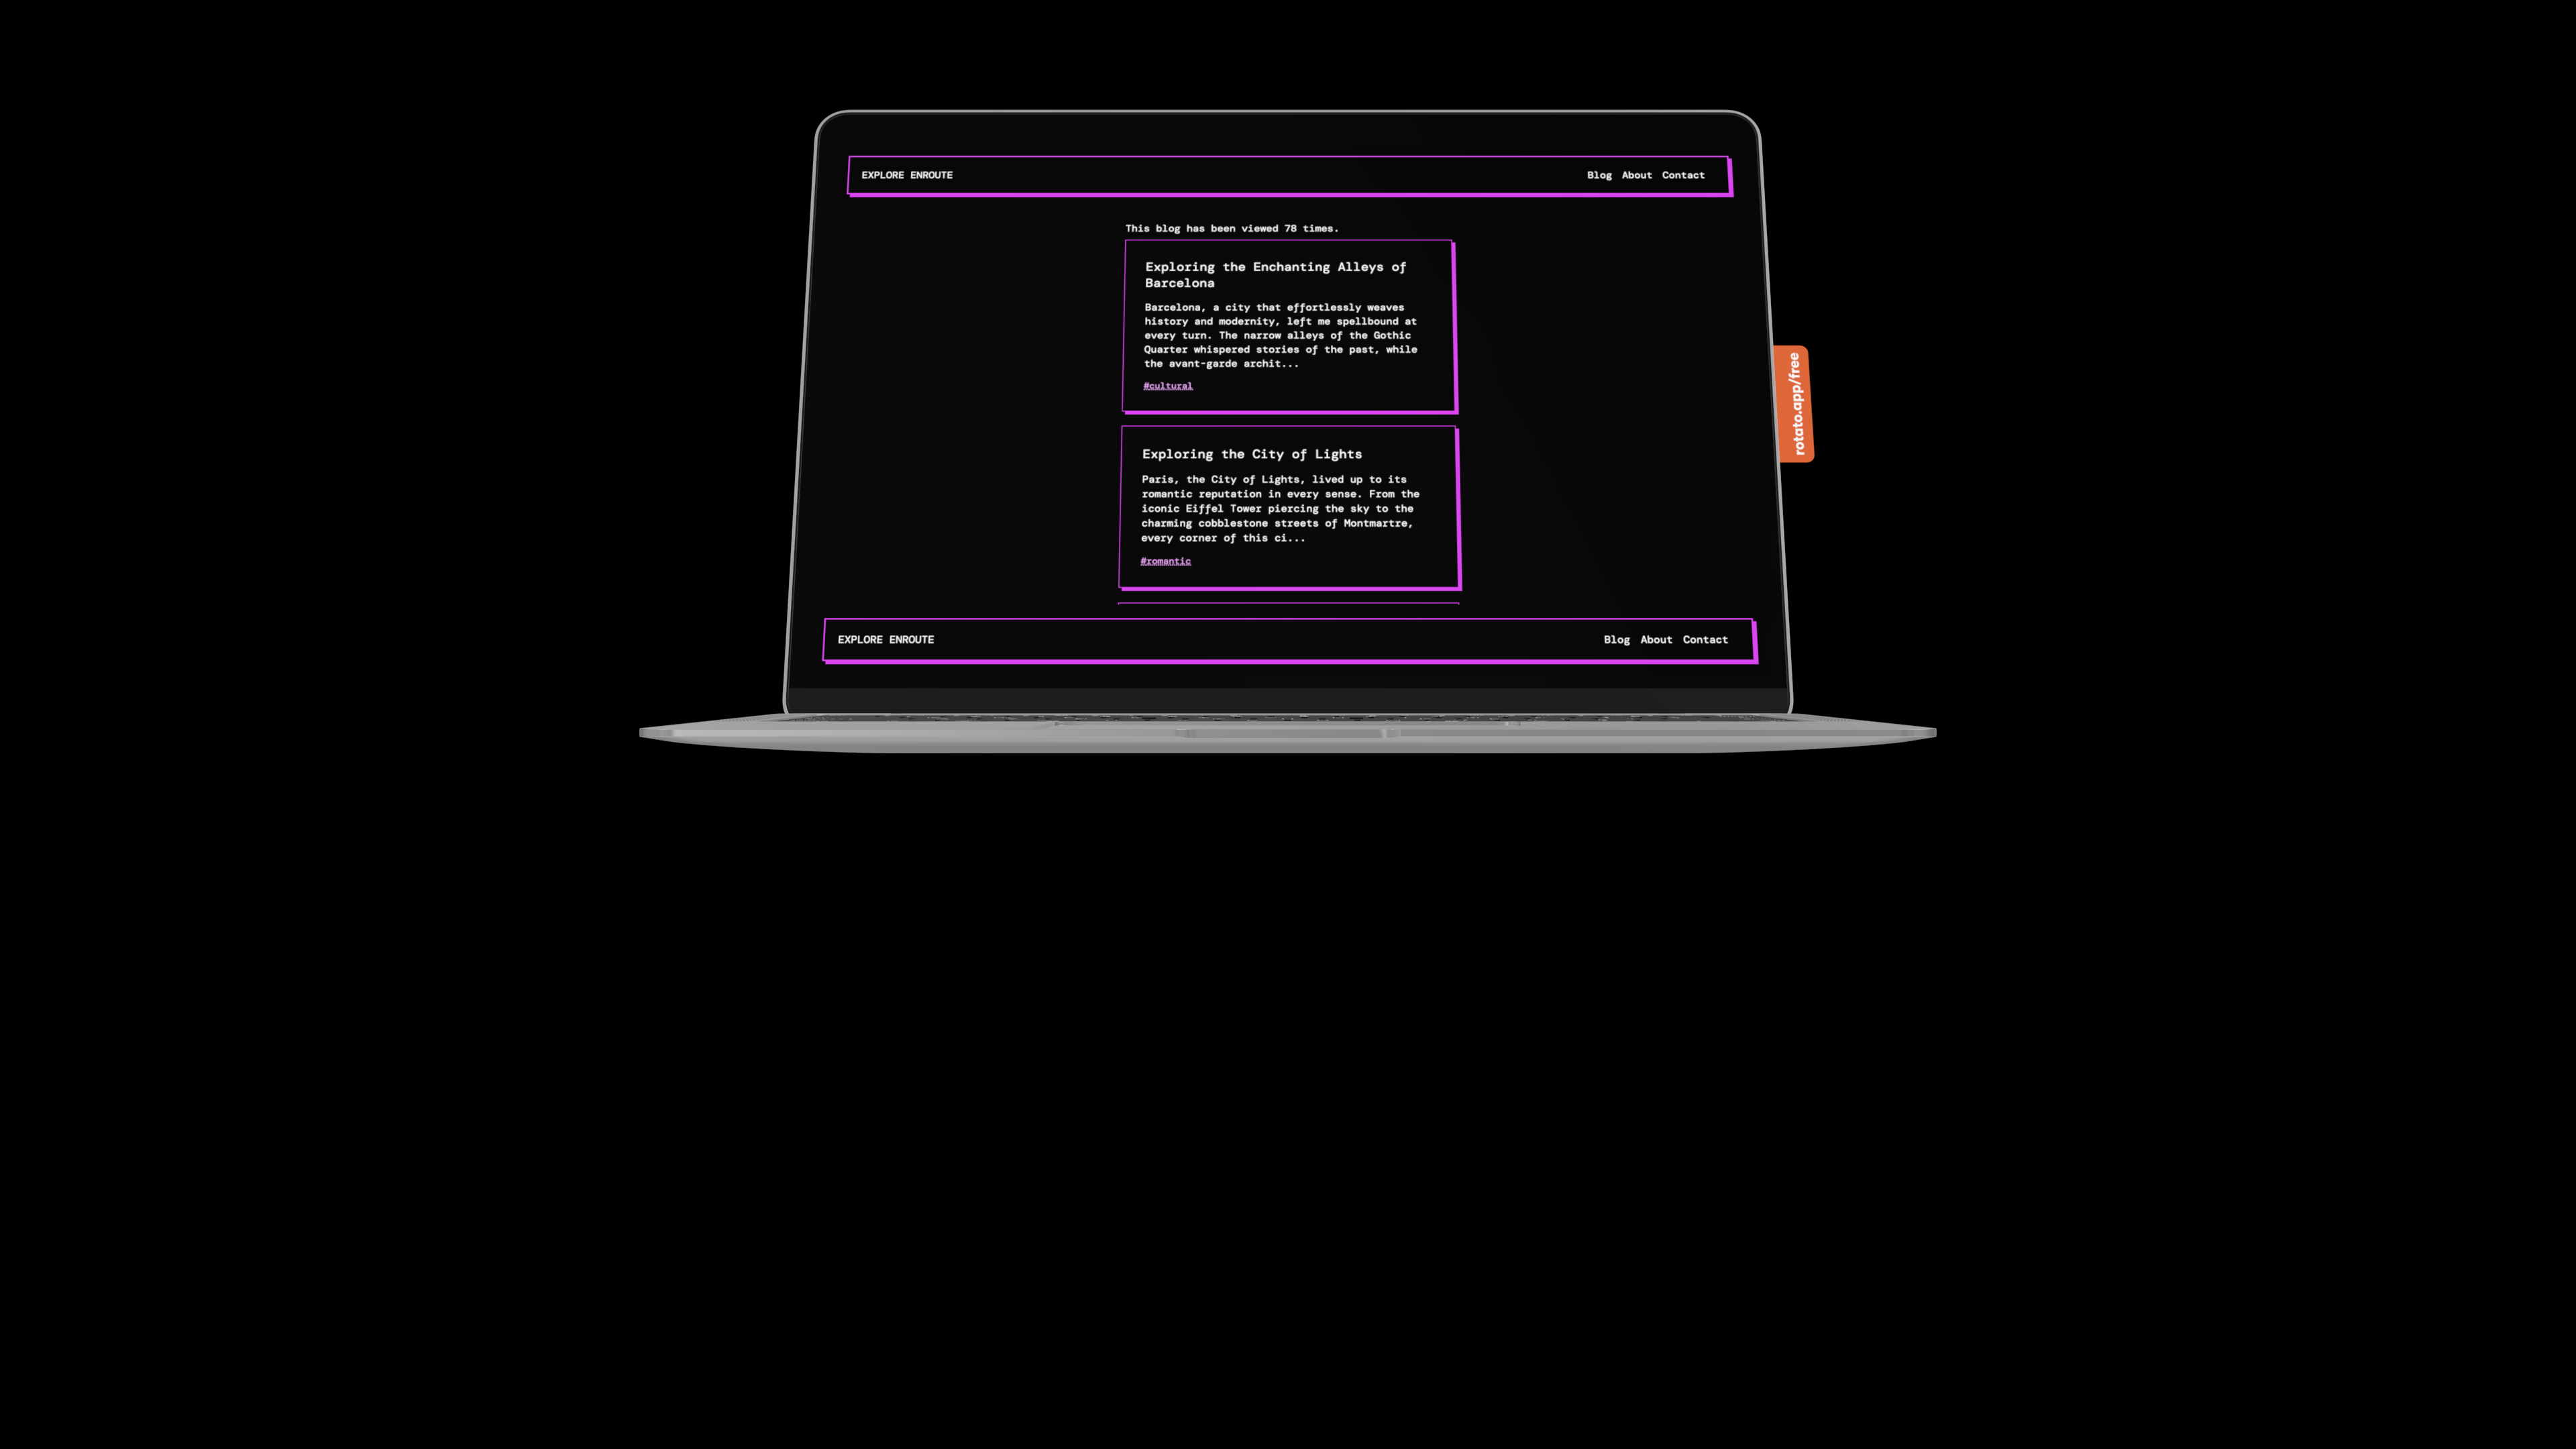 EXPLORE ENROUTE
Blog About Contact
This blog has been viewed 78 times.
Exploring the Enchanting Alleys of
Barcelona
Barcelona, a city that effortlessly weaves
history and modernity, left me spellbound at
every turn. The narrow alleys of the Gothic
Quarter whispered stories of the past, while
the avant-garde archit...
#cultural
Exploring the City of Lights
Paris, the City of Lights, lived up to its
romantic reputation in every sense. From the
iconic Eiffel Tower piercing the sky to the
charming cobblestone streets of Montmartre,
every corner of this ci...
#romantic
EXPLORE ENROUTE
Blog About Contact
rotato.app/free